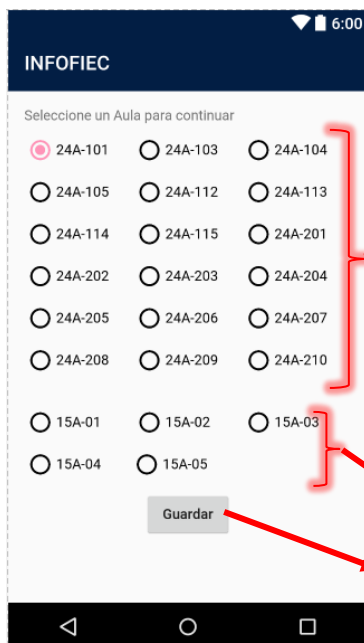 6:00
INFOFIEC
Seleccione un Aula para continuar
24A-101 24A-103 24A-104
24A-105 24A-112 24A-113
24A-114 24A-115 24A-201
24A-202 24A-203 24A-204
24A-205 24A-206 24A-207
24A-208 24A-209 24A-210
15A-01 15A-02 15A-03
15A-04 15A-05
Guardar